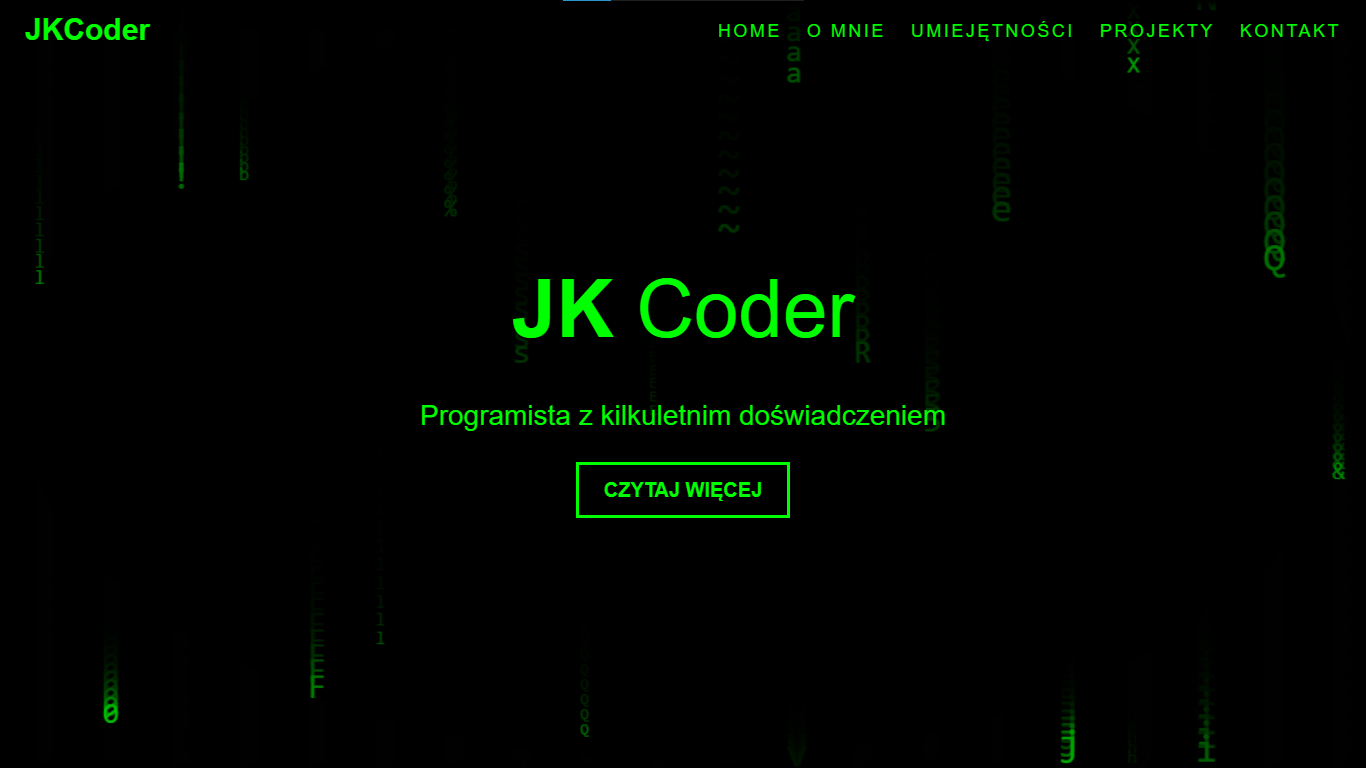 JKCoder
HOME O MNIE UMIEJĘTNOŚCI PROJEKTY KONTAKT
JK Coder
Programista z kilkuletnim doświadczeniem
CZYTAJ WIĘCEJ